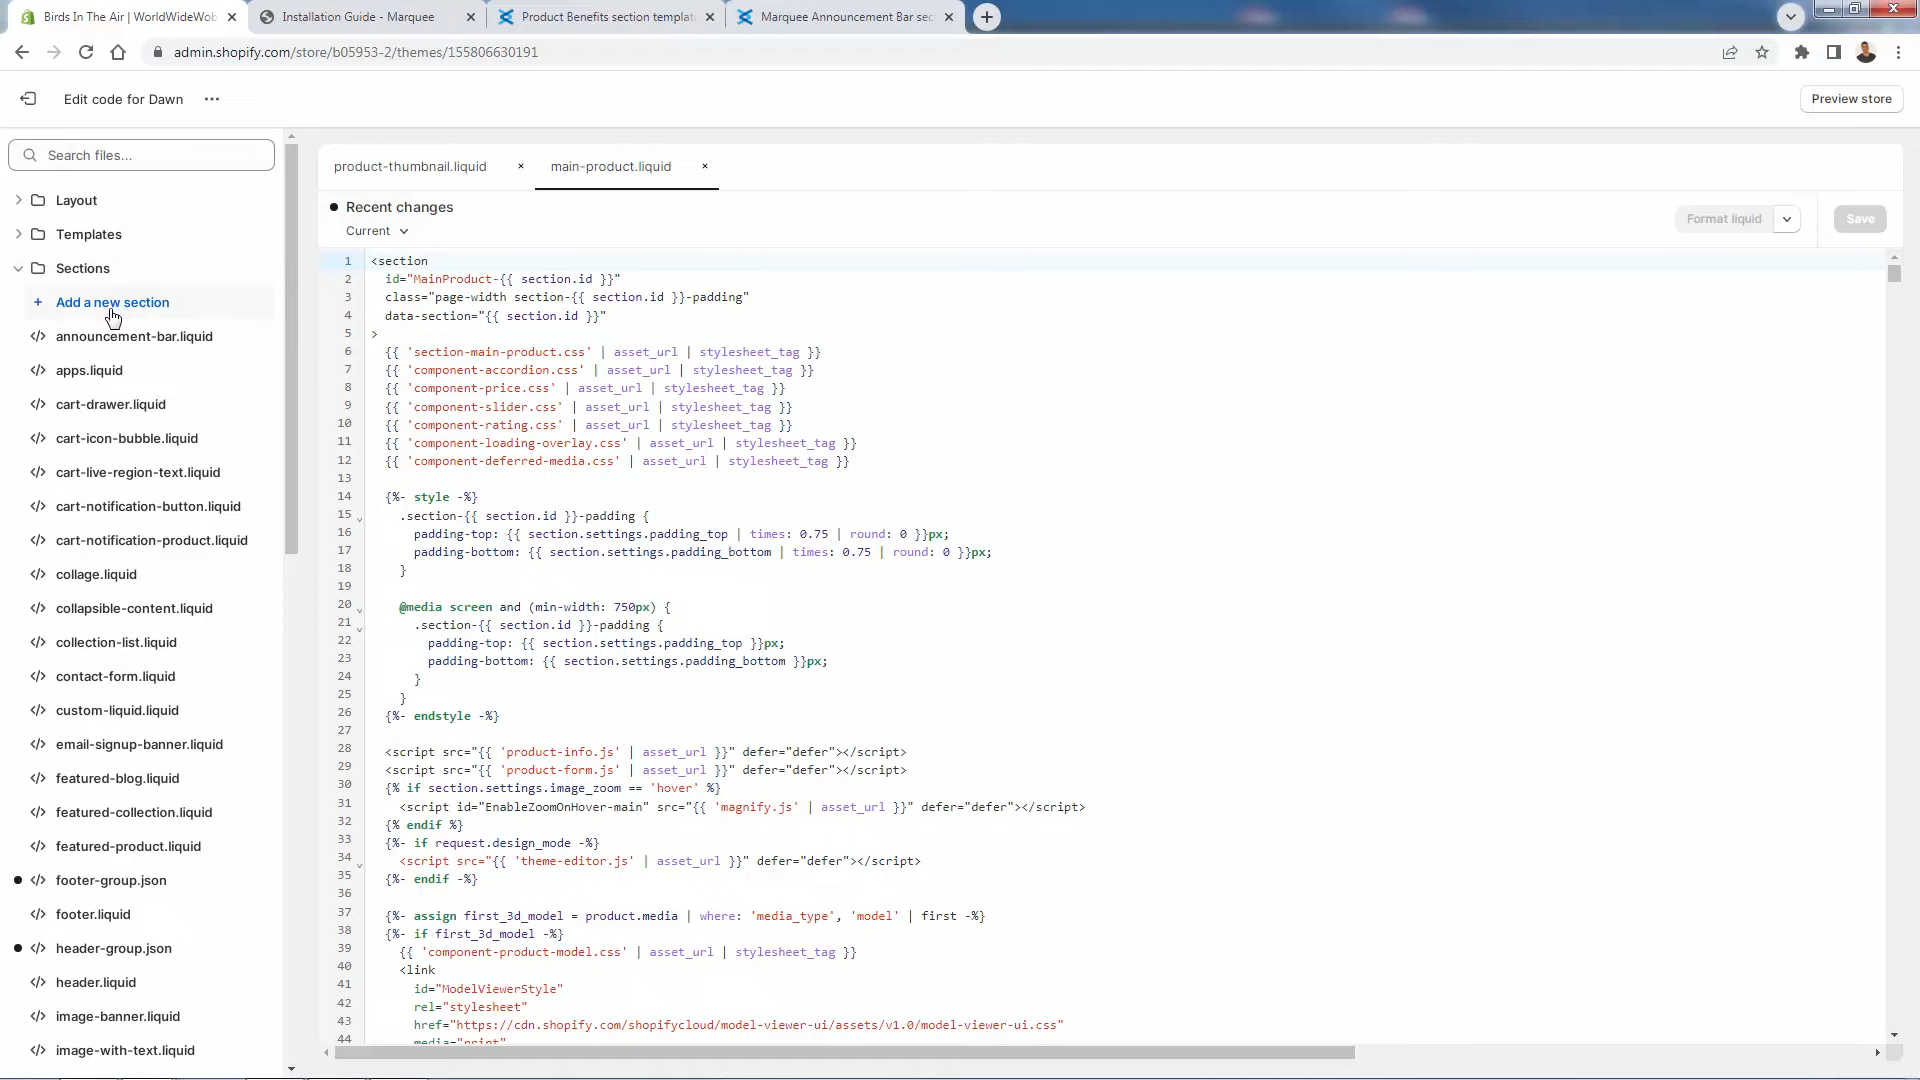 Birds In The Air | WorldWideWob
Installation Guide - Marquee
Product Benefits section templat
Marquee Announcement Bar sec
admin.shopify.com/store/b05953-2/themes/155806630191
Edit code for Dawn
Preview store
Search files...
Layout
Templates
Sections
Add a new section
announcement-bar.liquid
apps.liquid
cart-drawer.liquid
cart-icon-bubble.liquid
cart-live-region-text.liquid
cart-notification-button.liquid
cart-notification-product.liquid
collage.liquid
collapsible-content.liquid
collection-list.liquid
contact-form.liquid
custom-liquid.liquid
email-signup-banner.liquid
featured-blog.liquid
featured-collection.liquid
featured-product.liquid
footer-group.json
footer.liquid
header-group.json
header.liquid
image-banner.liquid
image-with-text.liquid
product-thumbnail.liquid
main-product.liquid
Recent changes
Current
Format liquid
Save
1 <section
2 id="MainProduct-{{ section.id }}"
3 class="page-width section-{{ section.id }}-padding"
4 data-section="{{ section.id }}"
5 >
6 {{ 'section-main-product.css' | asset_url | stylesheet_tag }}
7 {{ 'component-accordion.css' | asset_url | stylesheet_tag }}
8 {{ 'component-price.css' | asset_url | stylesheet_tag }}
9 {{ 'component-slider.css' | asset_url | stylesheet_tag }}
10 {{ 'component-rating.css' | asset_url | stylesheet_tag }}
11 {{ 'component-loading-overlay.css' | asset_url | stylesheet_tag }}
12 {{ 'component-deferred-media.css' | asset_url | stylesheet_tag }}
13
14 {%- style -%}
15 .section-{{ section.id }}-padding {
16 padding-top: {{ section.settings.padding_top | times: 0.75 | round: 0 }}px;
17 padding-bottom: {{ section.settings.padding_bottom | times: 0.75 | round: 0 }}px;
18 }
19
20 @media screen and (min-width: 750px) {
21 .section-{{ section.id }}-padding {
22 padding-top: {{ section.settings.padding_top }}px;
23 padding-bottom: {{ section.settings.padding_bottom }}px;
24 }
25 }
26 {%- endstyle -%}
27
28 <script src="{{ 'product-info.js' | asset_url }}" defer="defer"></script>
29 <script src="{{ 'product-form.js' | asset_url }}" defer="defer"></script>
30 {% if section.settings.image_zoom == 'hover' %}
31 <script id="EnableZoomOnHover-main" src="{{ 'magnify.js' | asset_url }}" defer="defer"></script>
32 {% endif %}
33 {%- if request.design_mode -%}
34 <script src="{{ 'theme-editor.js' | asset_url }}" defer="defer"></script>
35 {%- endif -%}
36
37 {%- assign first_3d_model = product.media | where: 'media_type', 'model' | first -%}
38 {%- if first_3d_model -%}
39 {{ 'component-product-model.css' | asset_url | stylesheet_tag }}
40 <link
41 id="ModelViewerStyle"
42 rel="stylesheet"
43 href="https://cdn.shopify.com/shopifycloud/model-viewer-ui/assets/v1.0/model-viewer-ui.css"
44 media="print"